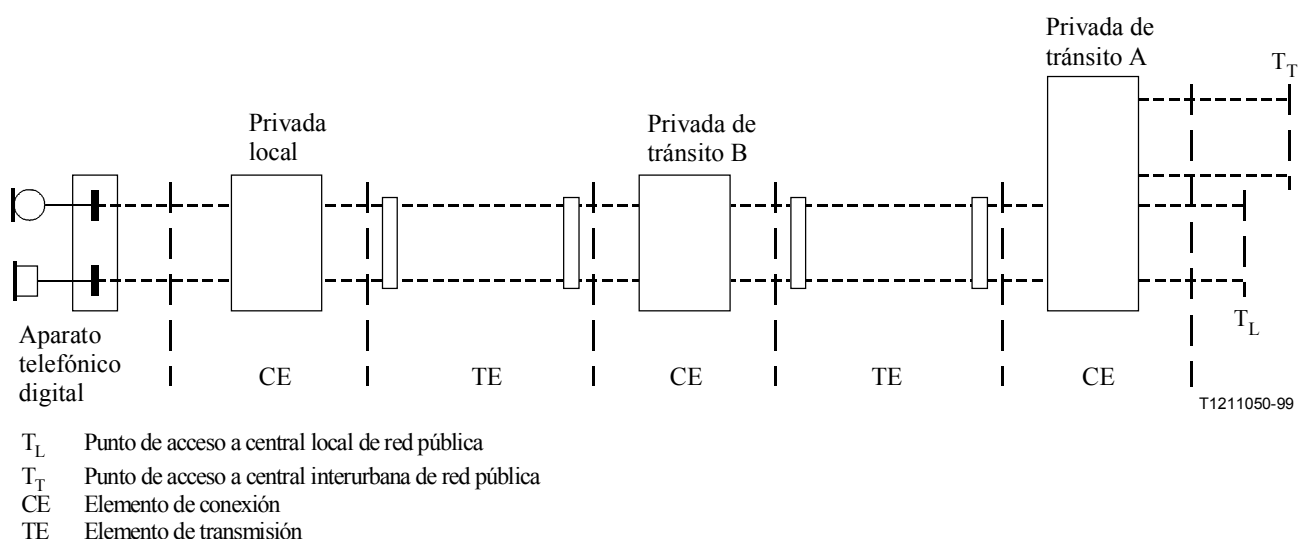 Privada de
tránsito A
T_T
Privada
local
Privada de
tránsito B
Aparato
telefónico
digital
CE
TE
CE
TE
CE
T_L
T1211050-99
T_L Punto de acceso a central local de red pública
T_T Punto de acceso a central interurbana de red pública
CE Elemento de conexión
TE Elemento de transmisión